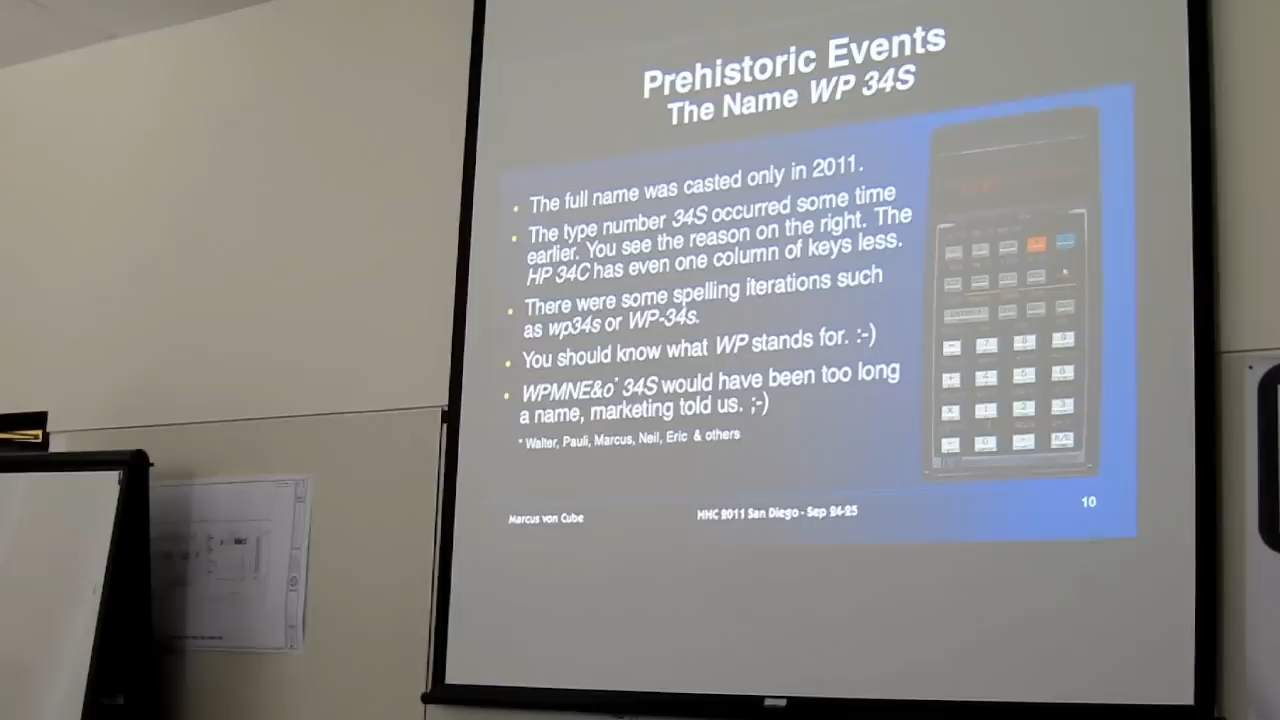 Prehistoric Events
The Name WP 34S
• The full name was casted only in 2011.
• The type number 34S occurred some time
earlier. You see the reason on the right. The
HP 34C has even one column of keys less.
• There were some spelling iterations such
as wp34s or WP-34s.
• You should know what WP stands for. :-)
• WPMNE&o* 34S would have been too long
a name, marketing told us. ;-)
* Walter, Pauli, Marcus, Neil, Eric & others
Marcus von Cube
HHC 2011 San Diego - Sep 24-25
10